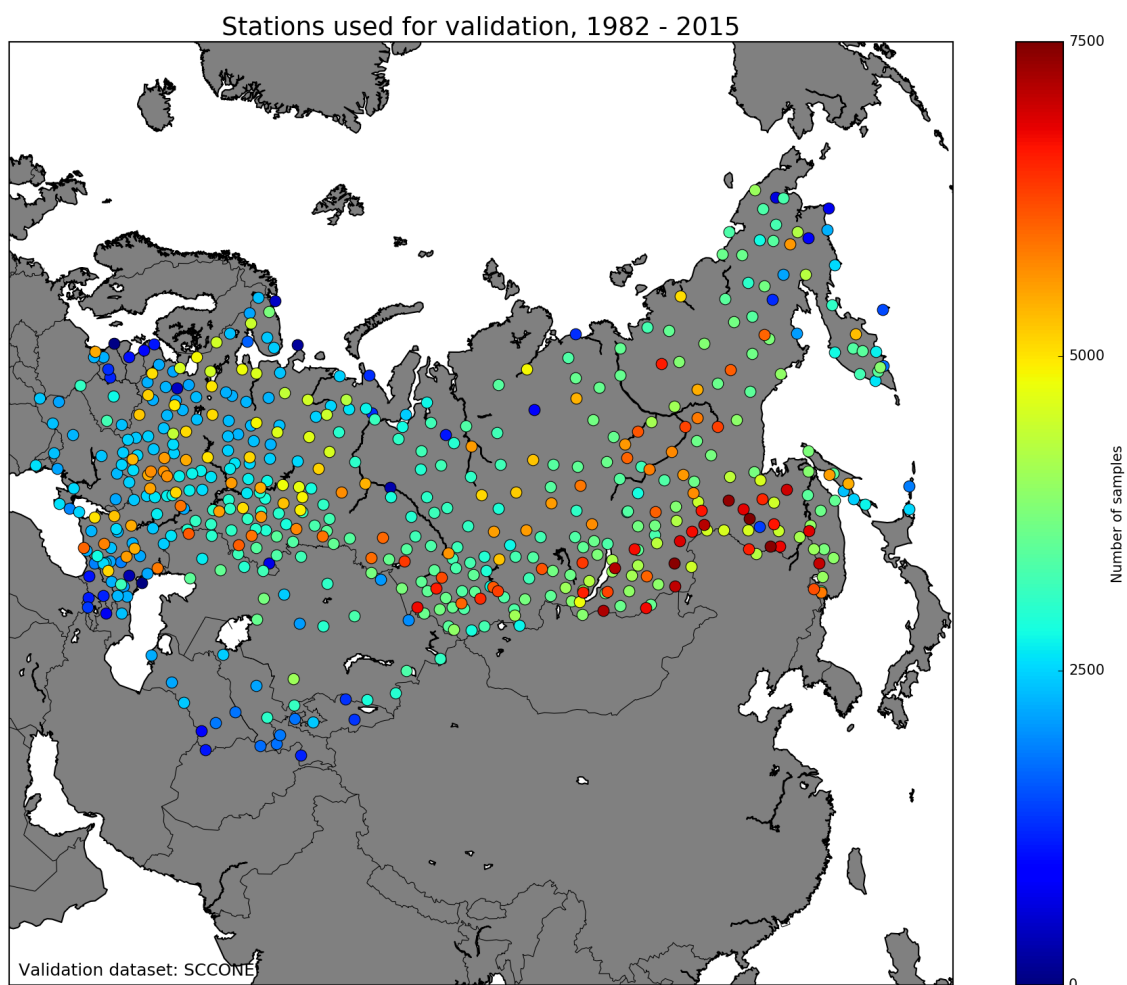 Stations used for validation, 1982 - 2015
7500
5000
2500
0
Number of samples
Validation dataset: SCCONE